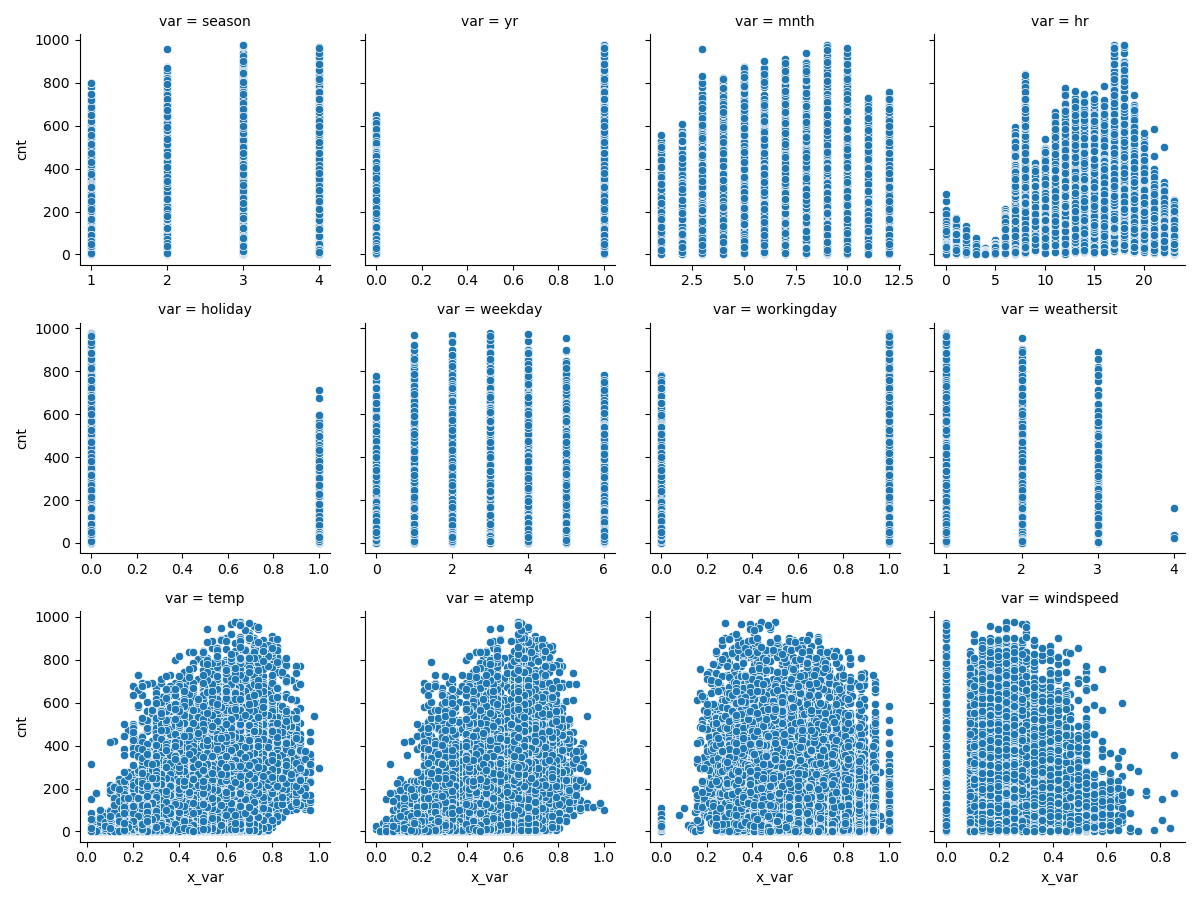 var = season var = yr var = mnth var = hr
1000
800
600
cnt
400
200
0
1 2 3 4 0.0 0.2 0.4 0.6 0.8 1.0 2.5 5.0 7.5 10.0 12.5 0 5 10 15 20
var = holiday var = weekday var = workingday var = weathersit
1000
800
600
cnt
400
200
0
0.0 0.2 0.4 0.6 0.8 1.0 0 2 4 6 0.0 0.2 0.4 0.6 0.8 1.0 1 2 3 4
var = temp var = atemp var = hum var = windspeed
1000
800
600
cnt
400
200
0
0.0 0.2 0.4 0.6 0.8 1.0 0.0 0.2 0.4 0.6 0.8 1.0 0.0 0.2 0.4 0.6 0.8 1.0 0.0 0.2 0.4 0.6 0.8
x_var x_var x_var x_var